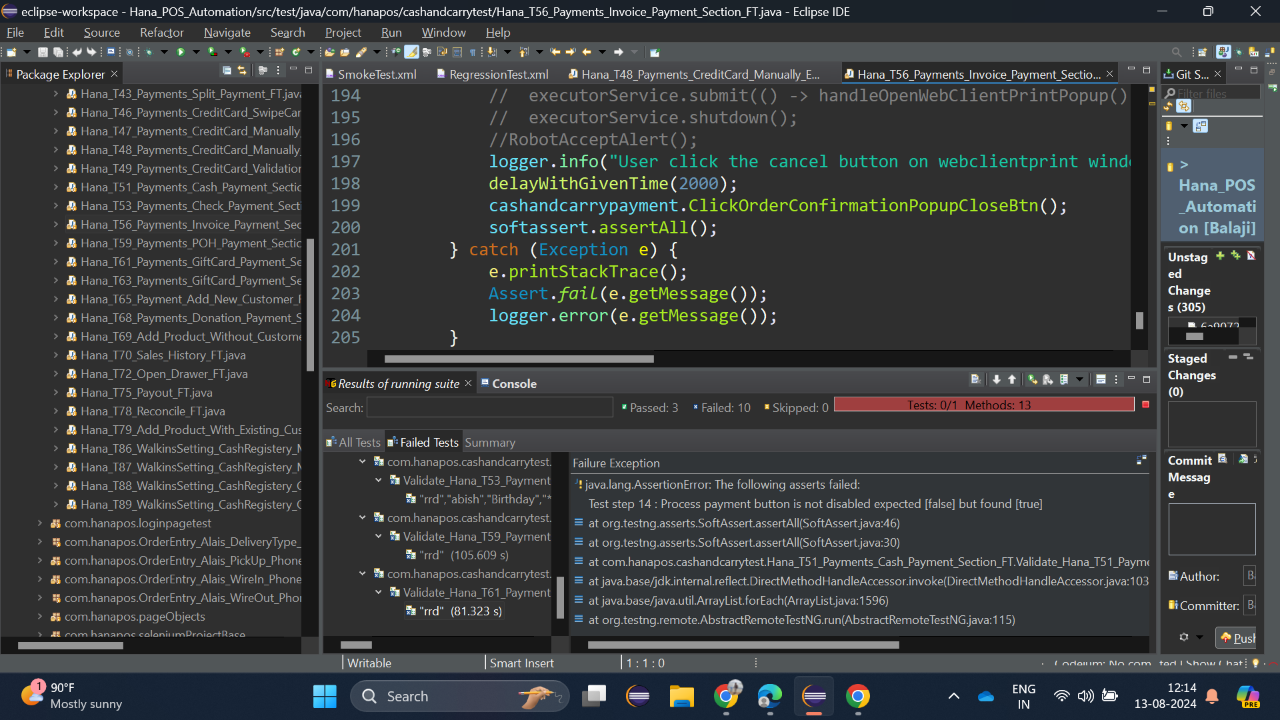 eclipse-workspace - Hana_POS_Automation/src/test/java/com/hanapos/cashandcarrytest/Hana_T56_Payments_Invoice_Payment_Section_FT.java - Eclipse IDE
File Edit Source Refactor Navigate Search Project Run Window Help
Package Explorer
Hana_T43_Payments_Split_Payment_FT.java
Hana_T46_Payments_CreditCard_SwipeCar
Hana_T47_Payments_CreditCard_Manually_
Hana_T48_Payments_CreditCard_Manually_
Hana_T49_Payments_CreditCard_Validation
Hana_T51_Payments_Cash_Payment_Sectio
Hana_T53_Payments_Check_Payment_Sect
Hana_T56_Payments_Invoice_Payment_Sec
Hana_T59_Payments_POH_Payment_Sectio
Hana_T61_Payments_GiftCard_Payment_Se
Hana_T63_Payments_GiftCard_Payment_Se
Hana_T65_Payment_Add_New_Customer_F
Hana_T68_Payments_Donation_Payment_S
Hana_T69_Add_Product_Without_Custome
Hana_T70_Sales_History_FT.java
Hana_T72_Open_Drawer_FT.java
Hana_T75_Payout_FT.java
Hana_T78_Reconcile_FT.java
Hana_T79_Add_Product_With_Existing_Cus
Hana_T86_WalkinsSetting_CashRegistery_M
Hana_T87_WalkinsSetting_CashRegistery_M
Hana_T88_WalkinsSetting_CashRegistery_C
Hana_T89_WalkinsSetting_CashRegistery_C
com.hanapos.loginpagetest
com.hanapos.OrderEntry_Alais_DeliveryType_
com.hanapos.OrderEntry_Alais_PickUp_Phone
com.hanapos.OrderEntry_Alais_WireIn_Phone
com.hanapos.OrderEntry_Alais_WireOut_Phor
com.hanapos.pageObjects
com.hanapos.seleniumProjectBase
SmokeTest.xml RegressionTest.xml Hana_T48_Payments_CreditCard_Manually_E... Hana_T56_Payments_Invoice_Payment_Sectio...
194 // executorService.submit(() -> handleOpenWebClientPrintPopup()
195 // executorService.shutdown();
196 //RobotAcceptAlert();
197 logger.info("User click the cancel button on webclientprint windo
198 delayWithGivenTime(2000);
199 cashandcarrypayment.ClickOrderConfirmationPopupCloseBtn();
200 softassert.assertAll();
201 } catch (Exception e) {
202 e.printStackTrace();
203 Assert.fail(e.getMessage());
204 logger.error(e.getMessage());
205 }
Results of running suite Console
Search: Passed: 3 Failed: 10 Skipped: 0 Tests: 0/1 Methods: 13
All Tests Failed Tests Summary
com.hanapos.cashandcarrytest.
Validate_Hana_T53_Payment
"rrd","abish","Birthday","*
com.hanapos.cashandcarrytest.
Validate_Hana_T59_Payment
"rrd" (105.609 s)
com.hanapos.cashandcarrytest.
Validate_Hana_T61_Payment
"rrd" (81.323 s)
Failure Exception
java.lang.AssertionError: The following asserts failed:
Test step 14 : Process payment button is not disabled expected [false] but found [true]
at org.testng.asserts.SoftAssert.assertAll(SoftAssert.java:46)
at org.testng.asserts.SoftAssert.assertAll(SoftAssert.java:30)
at com.hanapos.cashandcarrytest.Hana_T51_Payments_Cash_Payment_Section_FT.Validate_Hana_T51_Payme
at java.base/jdk.internal.reflect.DirectMethodHandleAccessor.invoke(DirectMethodHandleAccessor.java:103
at java.base/java.util.ArrayList.forEach(ArrayList.java:1596)
at org.testng.remote.AbstractRemoteTestNG.run(AbstractRemoteTestNG.java:115)
Git S...
Filter files
>
Hana_POS
_Automati
on [Balaji]
Unstag
ed
Change
s (305)
Staged
Changes
(0)
Commit
Messag
e
Author:
Committer:
Push
Writable Smart Insert 1 : 1 : 0
90°F
Mostly sunny
1
Search
ENG
IN
12:14
13-08-2024
PRE